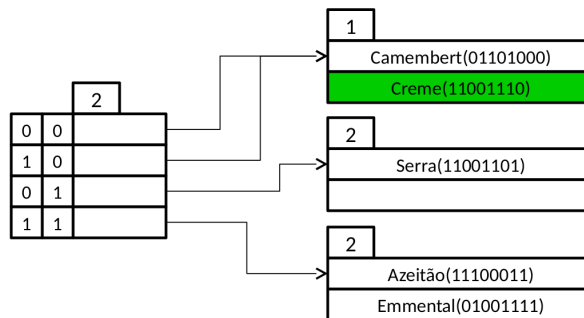 2
0 0
1 0
0 1
1 1
1
Camembert(01101000)
Creme(11001110)
2
Serra(11001101)
2
Azeitão(11100011)
Emmental(01001111)